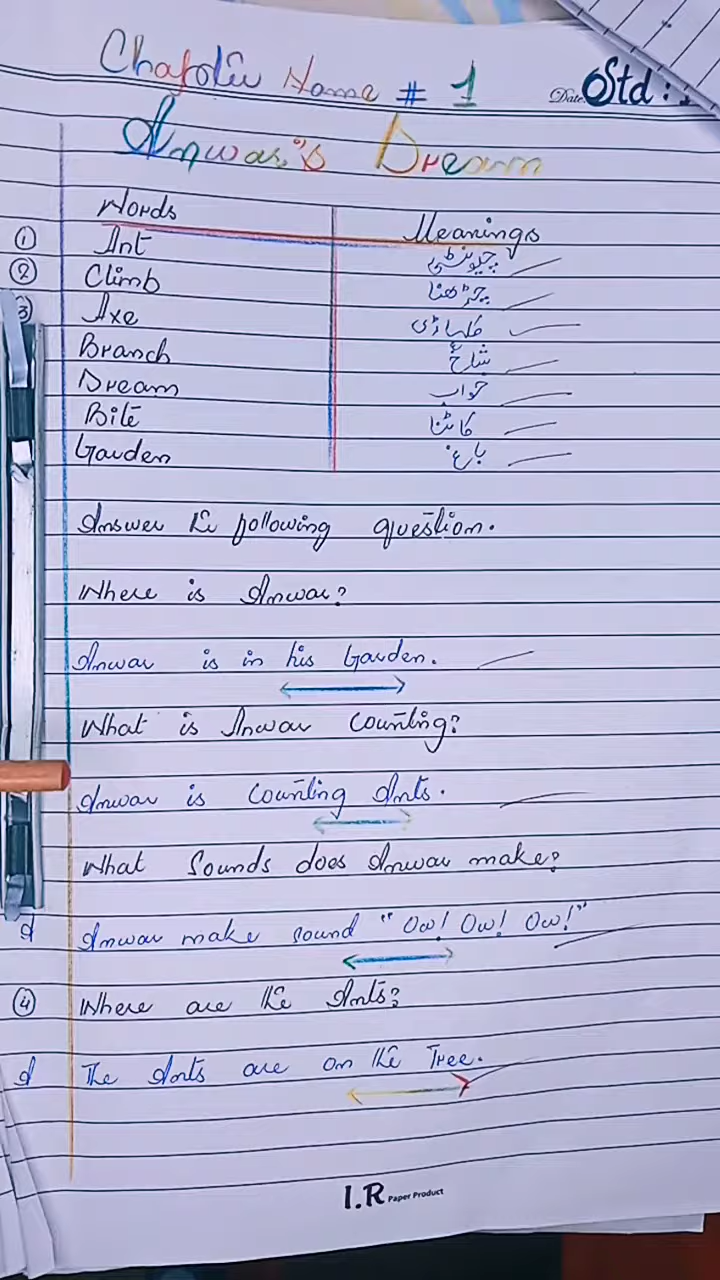 Chapter Name # 1
Date: Std:
Anwar's Dream
Words Meanings
① Ant چیونٹی
② Climb چڑھنا
3 Axe کلہاڑی
Branch شاخ
Dream خواب
Bite کاٹنا
Garden باغ
Answer the following question.
Where is Anwar?
Anwar is in his Garden.
What is Anwar Counting?
Anwar is Counting Ants.
What Sounds does Anwar make?
A Anwar make sound "Ow! Ow! Ow!"
④ Where are the Ants?
A The Ants are on the Tree.
I.R Paper Product